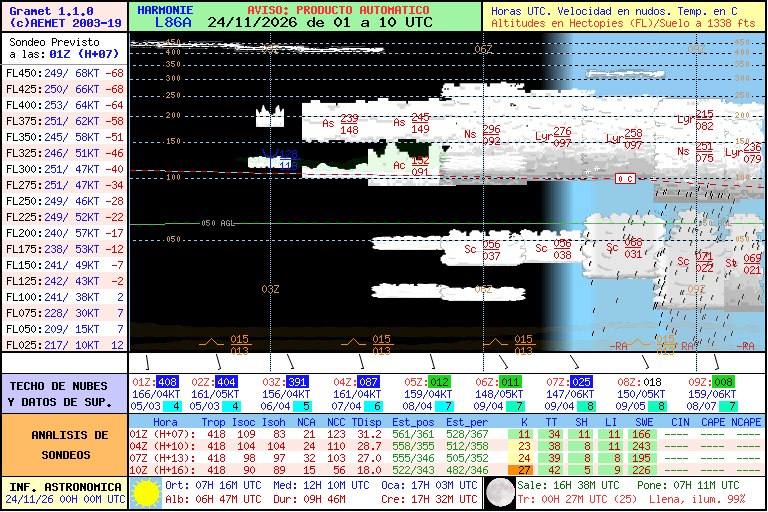 Gramet 1.1.0
(c)AEMET 2003-19
HARMONIE
L86A
AVISO: PRODUCTO AUTOMATICO
24/11/2026 de 01 a 10 UTC
Horas UTC. Velocidad en nudos. Temp. en C
Altitudes en Hectopies (FL)/Suelo a 1338 fts
Sondeo Previsto
a las: 01Z (H+07)
FL450:249/ 68KT -68
FL425:250/ 66KT -68
FL400:253/ 64KT -64
FL375:251/ 62KT -58
FL350:245/ 58KT -51
FL325:246/ 51KT -46
FL300:251/ 47KT -40
FL275:251/ 47KT -34
FL250:249/ 46KT -28
FL225:249/ 52KT -22
FL200:240/ 57KT -17
FL175:238/ 53KT -12
FL150:241/ 49KT -7
FL125:242/ 43KT -2
FL100:241/ 38KT 2
FL075:228/ 30KT 7
FL050:209/ 15KT 7
FL025:217/ 10KT 12
450
400
350
300
250
200
150
100
050
06Z
As 239
148
As 245
149
Ns 296
092
Lyr 276
097
Lyr 258
097
Lyr 215
082
Ns 251
075
Lyr 236
079
Ac 152
091
0 C
050 AGL
Sc 056
037
Sc 056
038
Sc 068
031
Sc 071
022
St 069
021
03Z
06Z
09Z
015
013
015
013
015
013
-RA
-RA
-RA
TECHO DE NUBES
Y DATOS DE SUP.
01Z: 408 02Z: 404 03Z: 391 04Z: 087 05Z: 012 06Z: 011 07Z: 025 08Z: 018 09Z: 008
166/04KT 161/05KT 156/04KT 161/04KT 159/04KT 148/05KT 147/04KT 150/04KT 159/06KT
05/03 4 05/04 4 06/04 5 07/04 6 08/04 7 09/04 7 09/04 8 09/05 8 08/07 7
ANALISIS DE
SONDEOS
Hora Trop Isoc Isoh NCA NCC TDisp Est_pos Est_per K TT SH LI SWE CIN CAPE NCAPE
01Z (H+07): 418 109 83 21 123 31.2 561/361 528/367 11 34 11 11 166 ---- ---- ----
04Z (H+10): 418 104 104 24 110 28.7 558/355 512/358 23 38 11 8 243 ---- ---- ----
07Z (H+13): 418 98 97 32 103 27.0 555/346 505/352 24 39 8 8 195 ---- ---- ----
10Z (H+16): 418 90 89 15 56 18.0 522/343 482/346 27 42 5 9 226 ---- ---- ----
INF. ASTRONOMICA
24/11/26 00H 00M UTC
Ort: 07H 16M UTC Med: 12H 10M UTC Oca: 17H 03M UTC
Alb: 06H 47M UTC Dur: 09H 46M Cre: 17H 32M UTC
Sale: 16H 38M UTC Pone: 07H 11M UTC
Tr: 00H 27M UTC (25) Llena, ilum. 99%